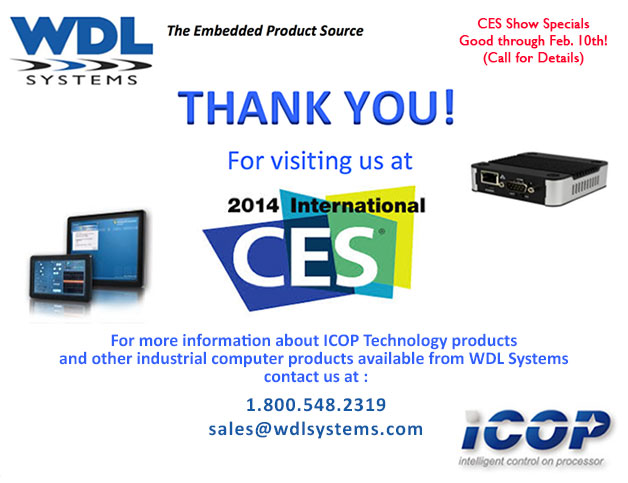 WDL
SYSTEMS
The Embedded Product Source
CES Show Specials
Good through Feb. 10th!
(Call for Details)
THANK YOU!
For visiting us at
2014 International
CES®
For more information about ICOP Technology products
and other industrial computer products available from WDL Systems
contact us at :
1.800.548.2319
sales@wdlsystems.com
iCOP
intelligent control on processor